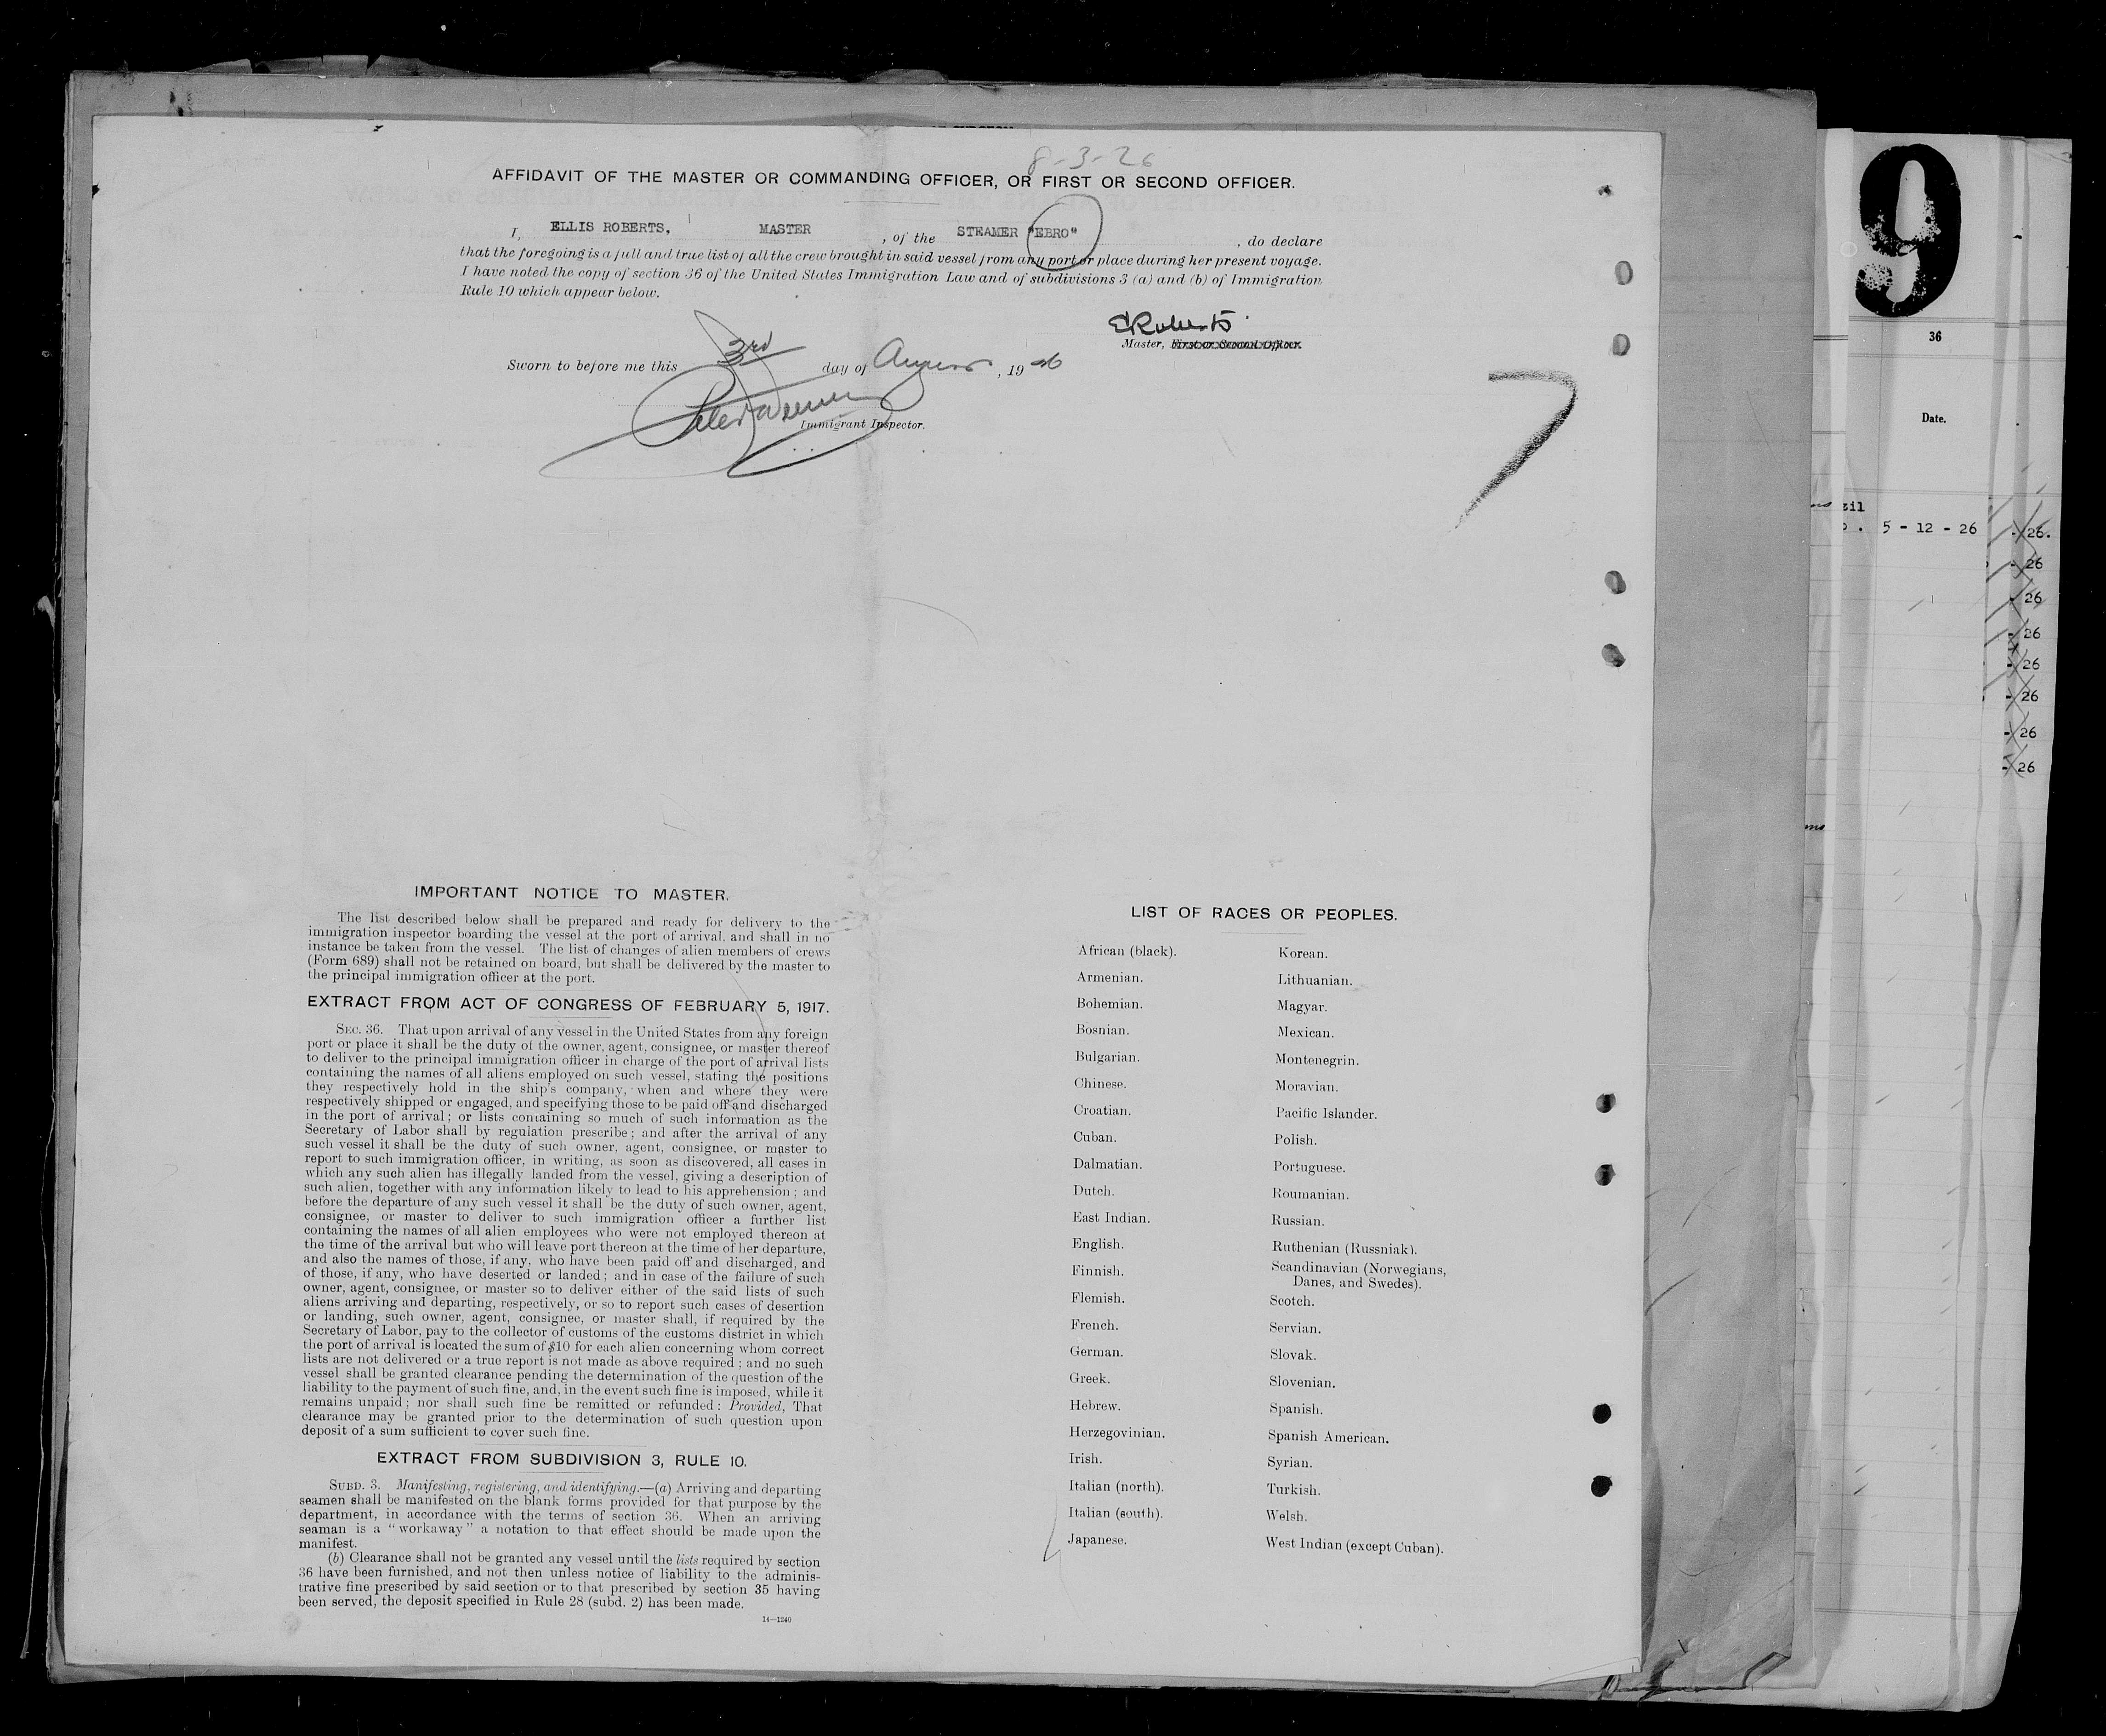 8-3-26
AFFIDAVIT OF THE MASTER OR COMMANDING OFFICER, OR FIRST OR SECOND OFFICER.
I, ELLIS ROBERTS, MASTER, of the STEAMER "EBRO", do declare
that the foregoing is a full and true list of all the crew brought in said vessel from any port or place during her present voyage.
I have noted the copy of section 36 of the United States Immigration Law and of subdivisions 3 (a) and (b) of Immigration
Rule 10 which appear below.
E Roberts
Master, First or Second Officer.
Sworn to before me this 3rd day of August, 1926
Immigrant Inspector.
7
IMPORTANT NOTICE TO MASTER.
The list described below shall be prepared and ready for delivery to the
immigration inspector boarding the vessel at the port of arrival, and shall in no
instance be taken from the vessel. The list of changes of alien members of crews
(Form 689) shall not be retained on board, but shall be delivered by the master to
the principal immigration officer at the port.
EXTRACT FROM ACT OF CONGRESS OF FEBRUARY 5, 1917.
SEC. 36. That upon arrival of any vessel in the United States from any foreign
port or place it shall be the duty of the owner, agent, consignee, or master thereof
to deliver to the principal immigration officer in charge of the port of arrival lists
containing the names of all aliens employed on such vessel, stating the positions
they respectively hold in the ship's company, when and where they were
respectively shipped or engaged, and specifying those to be paid off and discharged
in the port of arrival; or lists containing so much of such information as the
Secretary of Labor shall by regulation prescribe; and after the arrival of any
such vessel it shall be the duty of such owner, agent, consignee, or master to
report to such immigration officer, in writing, as soon as discovered, all cases in
which any such alien has illegally landed from the vessel, giving a description of
such alien, together with any information likely to lead to his apprehension; and
before the departure of any such vessel it shall be the duty of such owner, agent,
consignee, or master to deliver to such immigration officer a further list
containing the names of all alien employees who were not employed thereon at
the time of the arrival but who will leave port thereon at the time of her departure,
and also the names of those, if any, who have been paid off and discharged, and
of those, if any, who have deserted or landed; and in case of the failure of such
owner, agent, consignee, or master so to deliver either of the said lists of such
aliens arriving and departing, respectively, or so to report such cases of desertion
or landing, such owner, agent, consignee, or master shall, if required by the
Secretary of Labor, pay to the collector of customs of the customs district in which
the port of arrival is located the sum of $10 for each alien concerning whom correct
lists are not delivered or a true report is not made as above required; and no such
vessel shall be granted clearance pending the determination of the question of the
liability to the payment of such fine, and, in the event such fine is imposed, while it
remains unpaid; nor shall such fine be remitted or refunded: Provided, That
clearance may be granted prior to the determination of such question upon
deposit of a sum sufficient to cover such fine.
EXTRACT FROM SUBDIVISION 3, RULE 10.
SUBD. 3. Manifesting, registering, and identifying.—(a) Arriving and departing
seamen shall be manifested on the blank forms provided for that purpose by the
department, in accordance with the terms of section 36. When an arriving
seaman is a "workaway" a notation to that effect should be made upon the
manifest.
(b) Clearance shall not be granted any vessel until the lists required by section
36 have been furnished, and not then unless notice of liability to the adminis-
trative fine prescribed by said section or to that prescribed by section 35 having
been served, the deposit specified in Rule 28 (subd. 2) has been made.
14—1240
LIST OF RACES OR PEOPLES.
African (black).
Armenian.
Bohemian.
Bosnian.
Bulgarian.
Chinese.
Croatian.
Cuban.
Dalmatian.
Dutch.
East Indian.
English.
Finnish.
Flemish.
French.
German.
Greek.
Hebrew.
Herzegovinian.
Irish.
Italian (north).
Italian (south).
Japanese.
Korean.
Lithuanian.
Magyar.
Mexican.
Montenegrin.
Moravian.
Pacific Islander.
Polish.
Portuguese.
Roumanian.
Russian.
Ruthenian (Russniak).
Scandinavian (Norwegians,
Danes, and Swedes).
Scotch.
Servian.
Slovak.
Slovenian.
Spanish.
Spanish American.
Syrian.
Turkish.
Welsh.
West Indian (except Cuban).
9
36
Date.
zil
5 - 12 - 26
- 26.
- 26
- 26
- 26
- 26
- 26
- 26
- 26